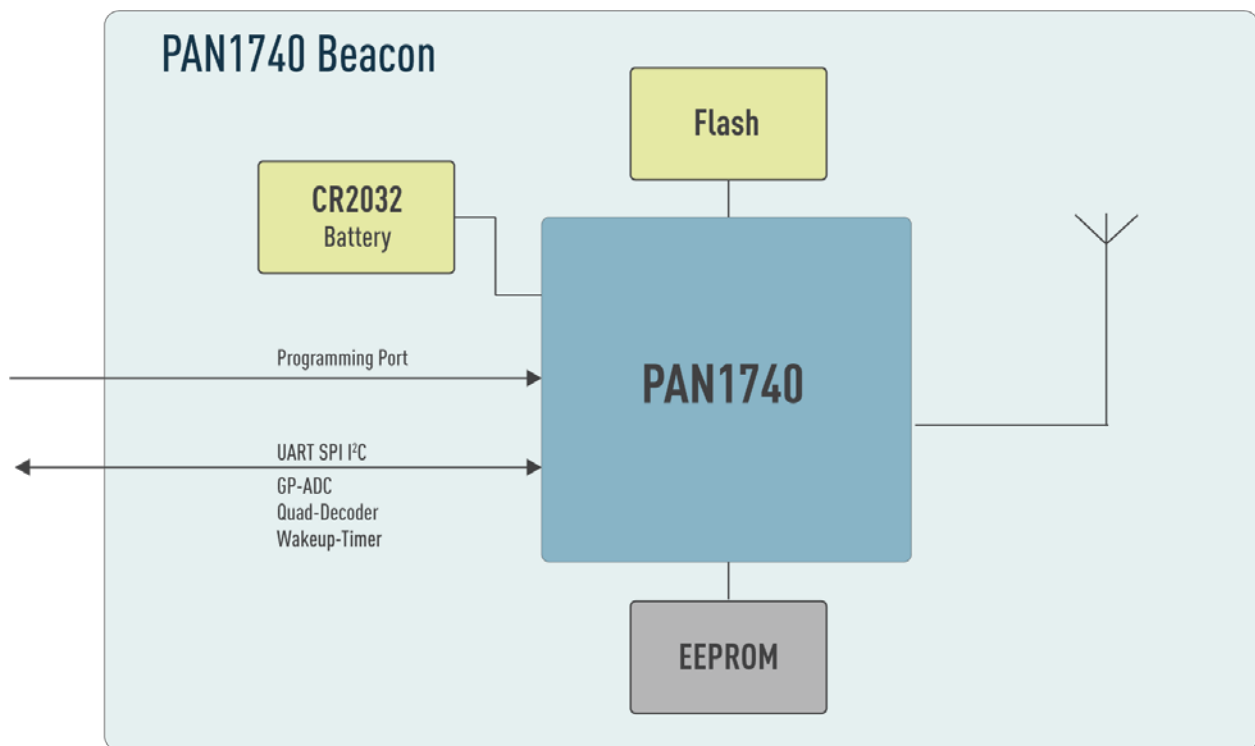 PAN1740 Beacon
Flash
CR2032
Battery
Programming Port
PAN1740
UART SPI I²C
GP-ADC
Quad-Decoder
Wakeup-Timer
EEPROM